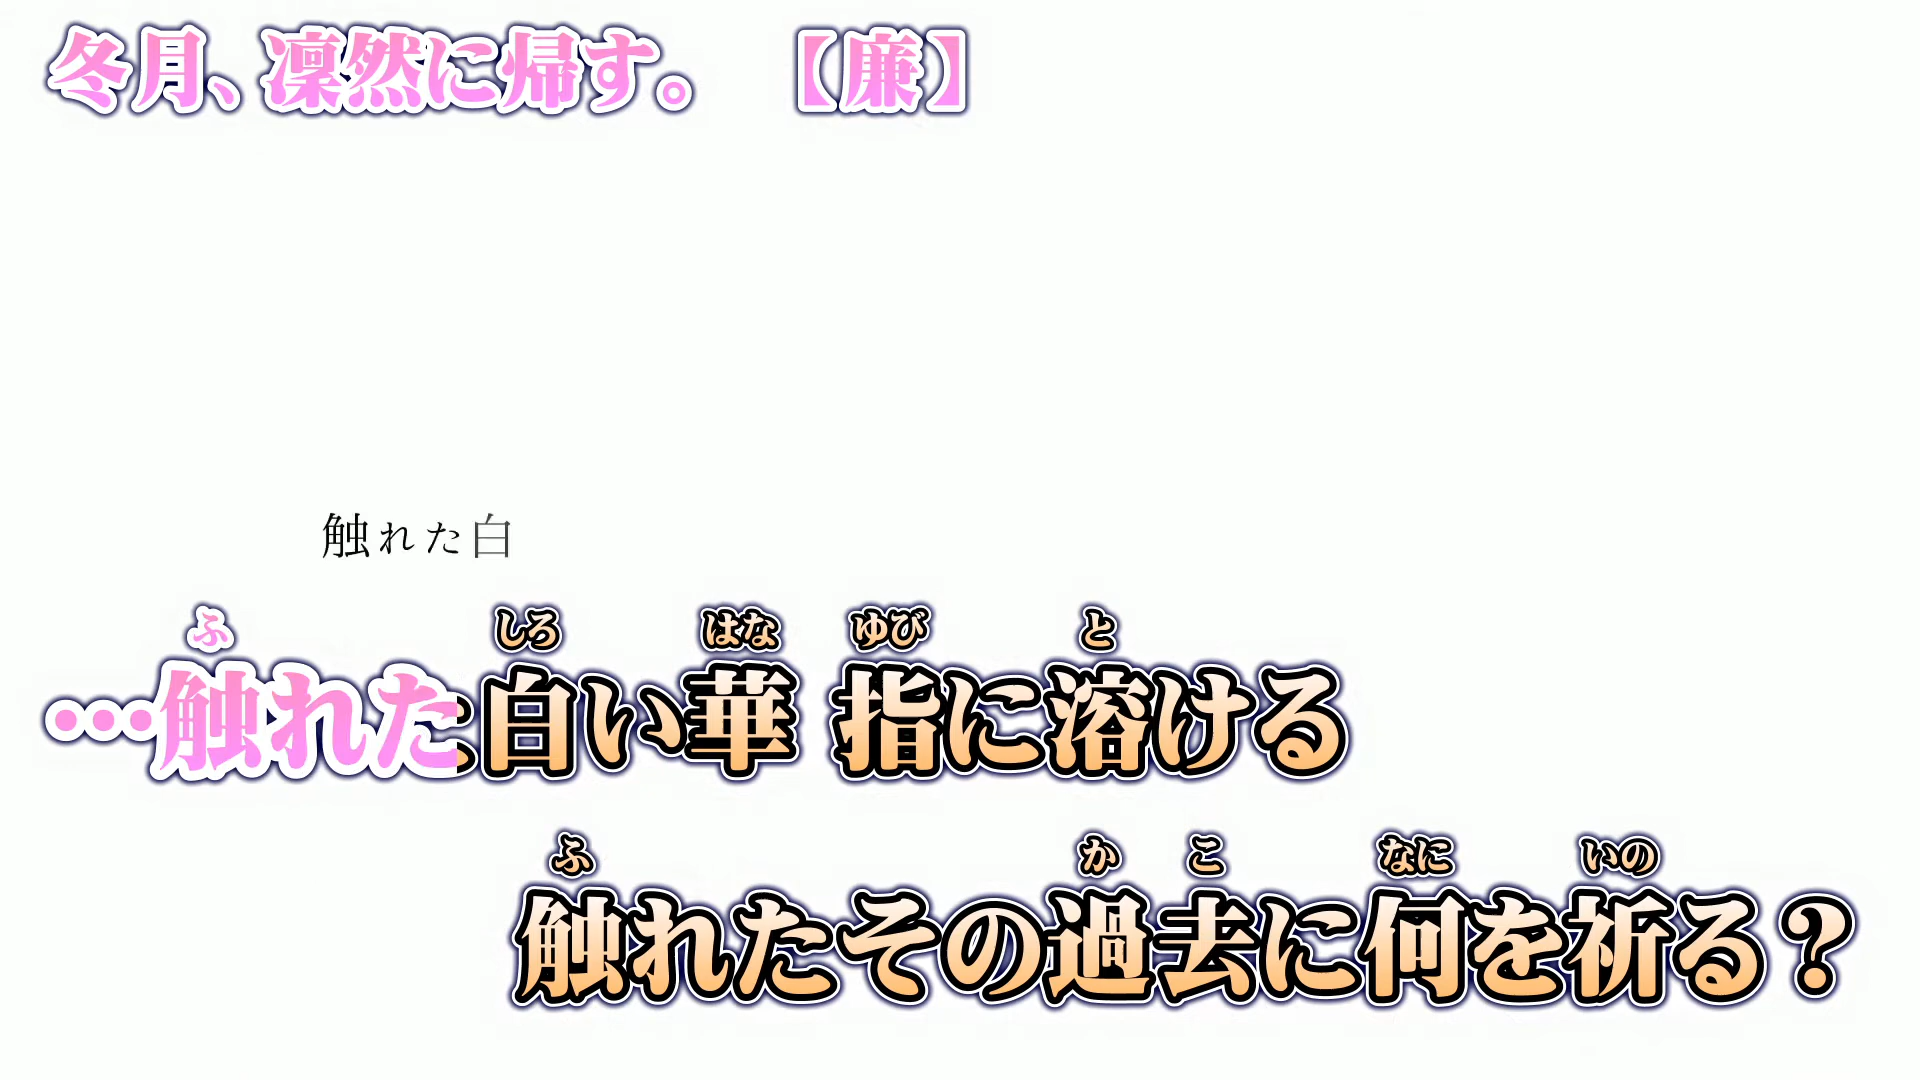 冬月、凜然に帰す。　【廉】
触れた白
ふ しろ はな ゆび と
…触れた白い華 指に溶ける
ふ か こ なに いの
触れたその過去に何を祈る？